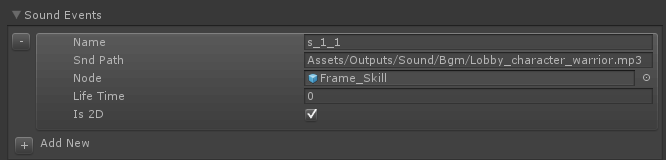 Sound Events
- Name s_1_1
Snd Path Assets/Outputs/Sound/Bgm/Lobby_character_warrior.mp3
Node Frame_Skill
Life Time 0
Is 2D
+ Add New